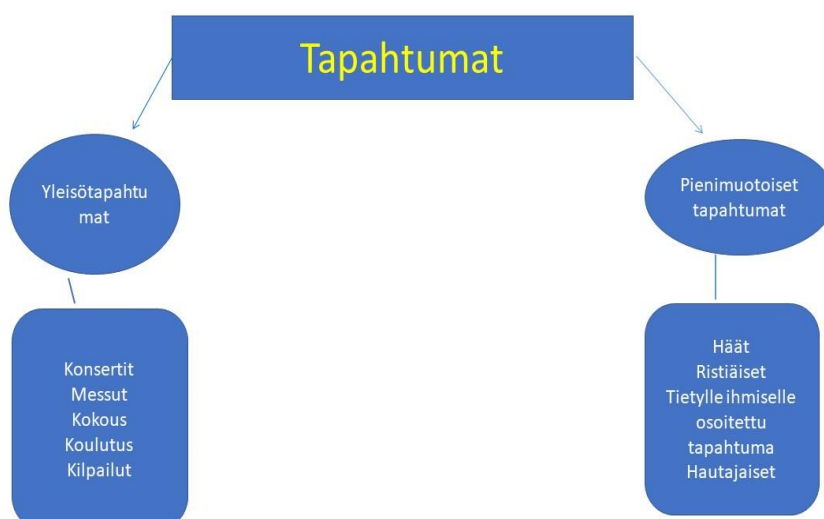 Tapahtumat
Yleisötapahtu
mat
Pienimuotoiset
tapahtumat
Konsertit
Messut
Kokous
Koulutus
Kilpailut
Häät
Ristiäiset
Tietylle ihmiselle
osoitettu
tapahtuma
Hautajaiset